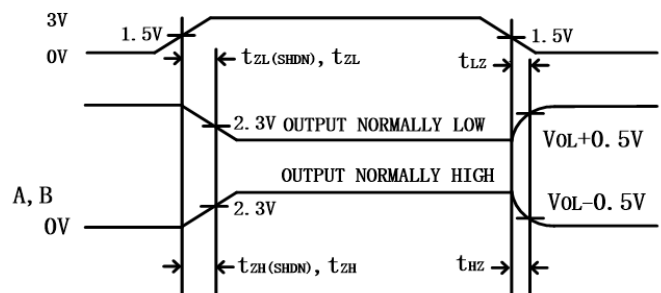 3V
1.5V
1.5V
0V
tZL(SHDN), tZL
tLZ
2.3V OUTPUT NORMALLY LOW
VOL+0.5V
OUTPUT NORMALLY HIGH
A, B
2.3V
VOL-0.5V
0V
tZH(SHDN), tZH
tHZ